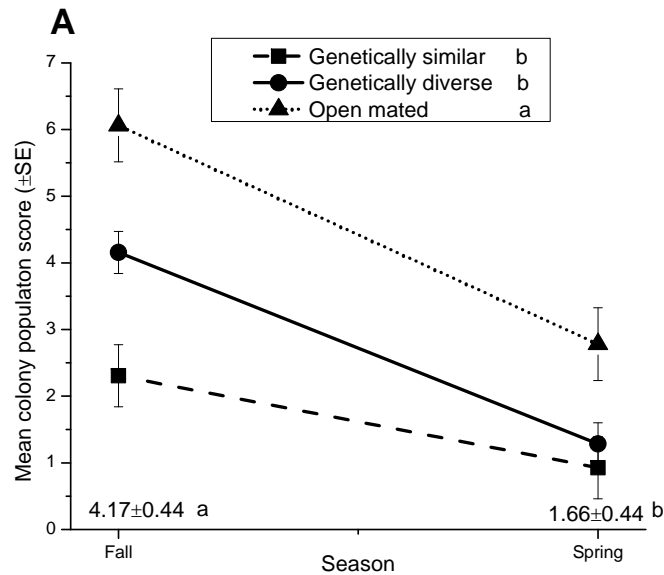 A
Genetically similar b
Genetically diverse b
Open mated a
7
6
5
4
3
2
1
0
Mean colony populaton score (±SE)
4.17±0.44 a
1.66±0.44 b
Fall
Spring
Season